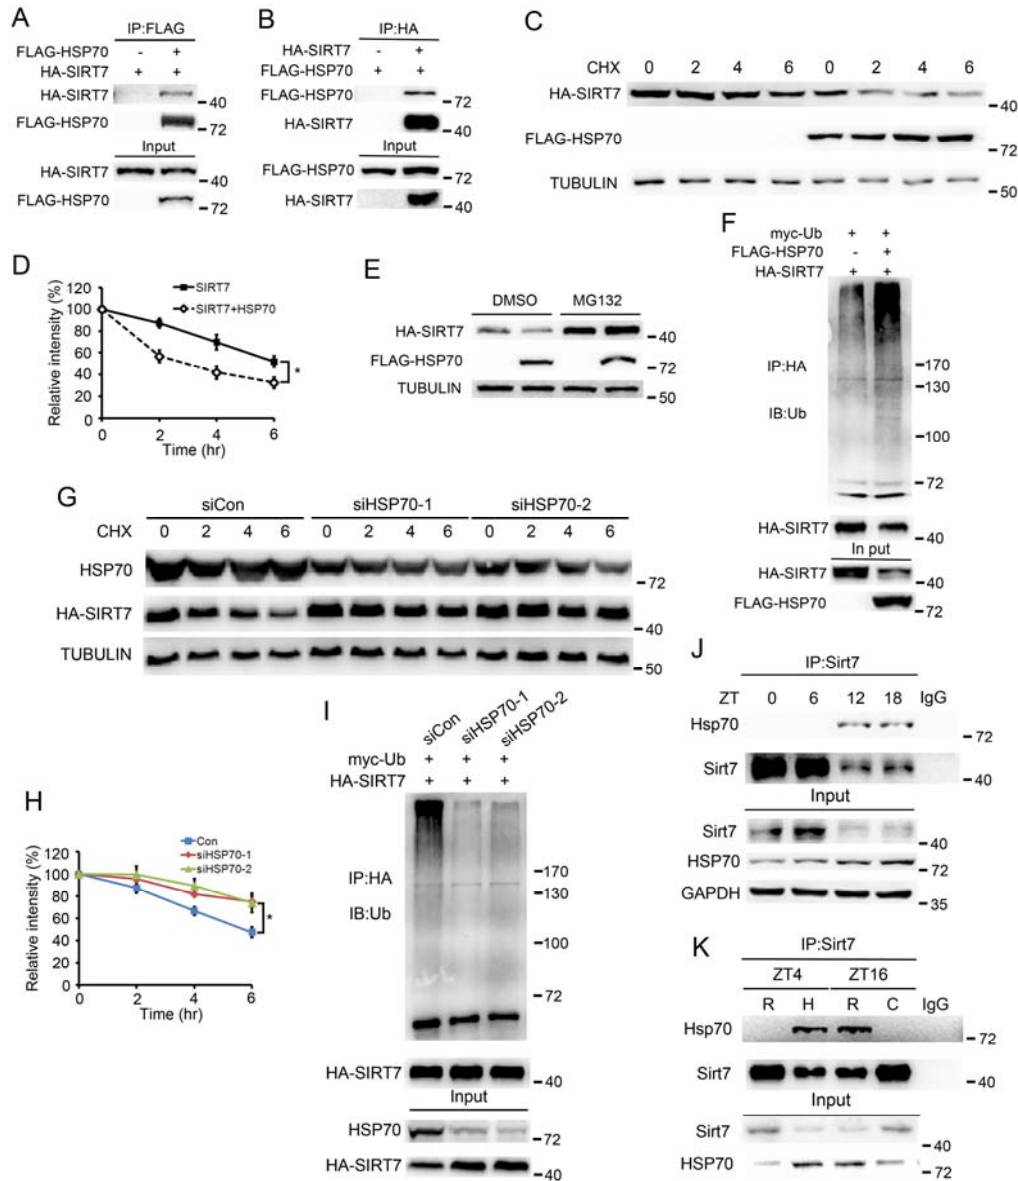 A
IP:FLAG
FLAG-HSP70 - +
HA-SIRT7 + +
HA-SIRT7
40
FLAG-HSP70
72
Input
HA-SIRT7
40
FLAG-HSP70
72
B
IP:HA
HA-SIRT7 - +
FLAG-HSP70 + +
FLAG-HSP70
72
HA-SIRT7
40
Input
FLAG-HSP70
72
HA-SIRT7
40
C
CHX 0 2 4 6 0 2 4 6
HA-SIRT7
40
FLAG-HSP70
72
TUBULIN
50
D
Relative intensity (%)
120
100
80
60
40
20
0
SIRT7
SIRT7+HSP70
*
0 2 4 6
Time (hr)
E
DMSO MG132
HA-SIRT7
40
FLAG-HSP70
72
TUBULIN
50
F
myc-Ub + +
FLAG-HSP70 - +
HA-SIRT7 + +
IP:HA
IB:Ub
170
130
100
72
HA-SIRT7
40
In put
HA-SIRT7
40
FLAG-HSP70
72
G
siCon siHSP70-1 siHSP70-2
CHX 0 2 4 6 0 2 4 6 0 2 4 6
HSP70
72
HA-SIRT7
40
TUBULIN
50
H
Relative intensity (%)
120
100
80
60
40
20
0
Con
siHSP70-1
siHSP70-2
*
0 2 4 6
Time (hr)
I
siCon siHSP70-1 siHSP70-2
myc-Ub + + +
HA-SIRT7 + + +
IP:HA
IB:Ub
170
130
100
72
HA-SIRT7
40
Input
HSP70
72
HA-SIRT7
40
J
IP:Sirt7
ZT 0 6 12 18 IgG
Hsp70
72
Sirt7
40
Input
Sirt7
40
HSP70
72
GAPDH
35
K
IP:Sirt7
ZT4 ZT16
R H R C IgG
Hsp70
72
Sirt7
40
Input
Sirt7
40
HSP70
72